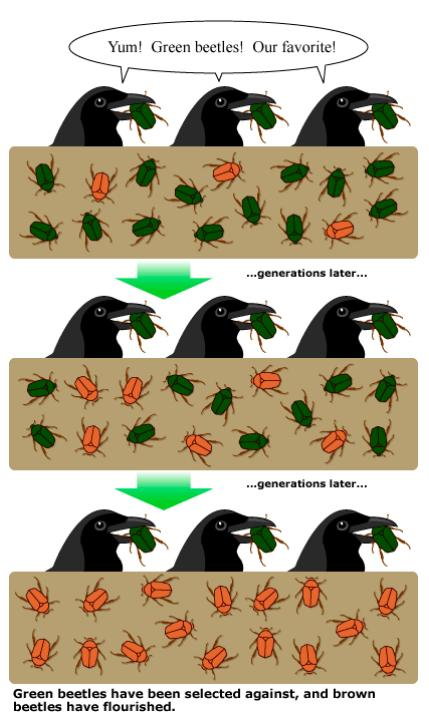 Yum! Green beetles! Our favorite!
...generations later...
...generations later...
Green beetles have been selected against, and brown
beetles have flourished.